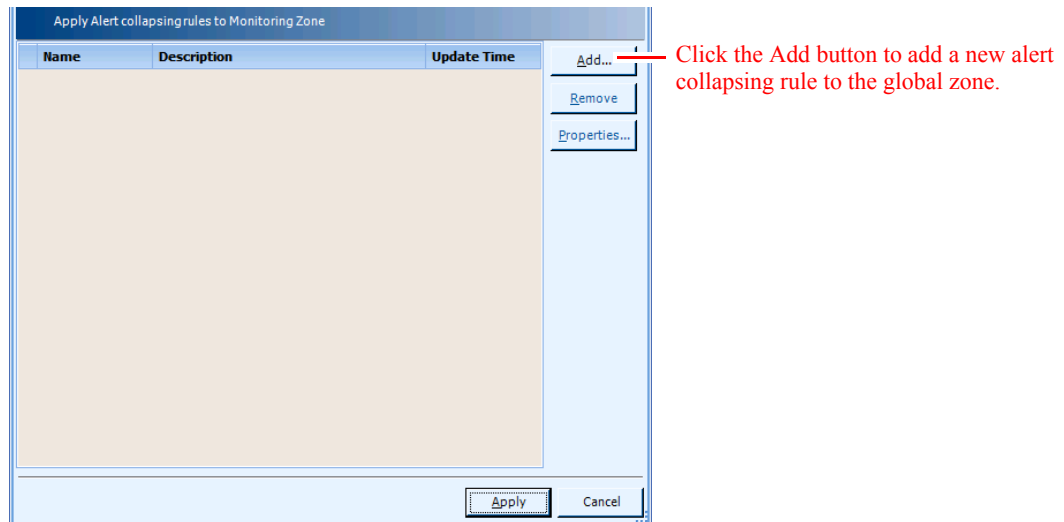 Apply Alert collapsing rules to Monitoring Zone
Name Description Update Time
Add...
Remove
Properties...
Click the Add button to add a new alert
collapsing rule to the global zone.
Apply Cancel